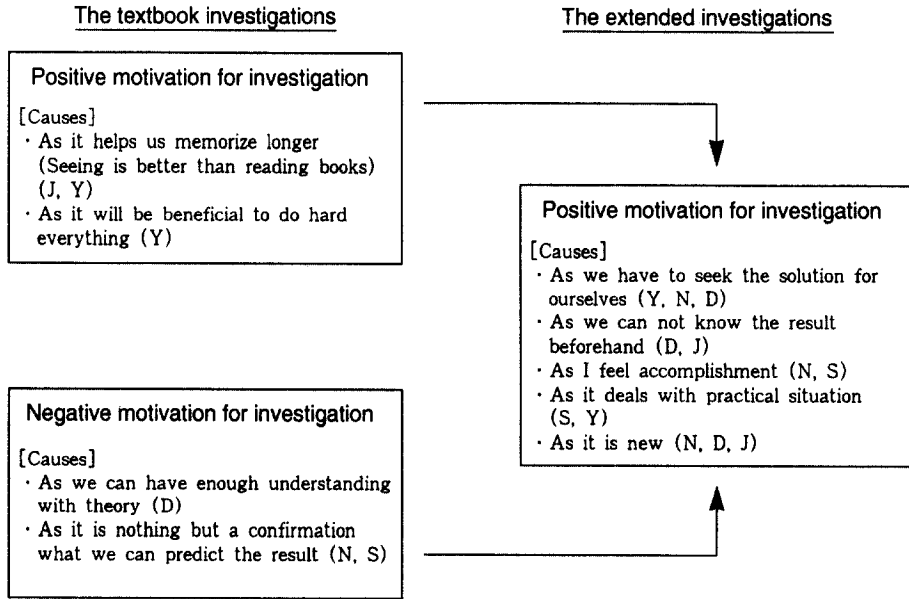 The textbook investigations
The extended investigations
Positive motivation for investigation
[Causes]
· As it helps us memorize longer
(Seeing is better than reading books)
(J, Y)
· As it will be beneficial to do hard
everything (Y)
Negative motivation for investigation
[Causes]
· As we can have enough understanding
with theory (D)
· As it is nothing but a confirmation
what we can predict the result (N, S)
Positive motivation for investigation
[Causes]
· As we have to seek the solution for
ourselves (Y, N, D)
· As we can not know the result
beforehand (D, J)
· As I feel accomplishment (N, S)
· As it deals with practical situation
(S, Y)
· As it is new (N, D, J)